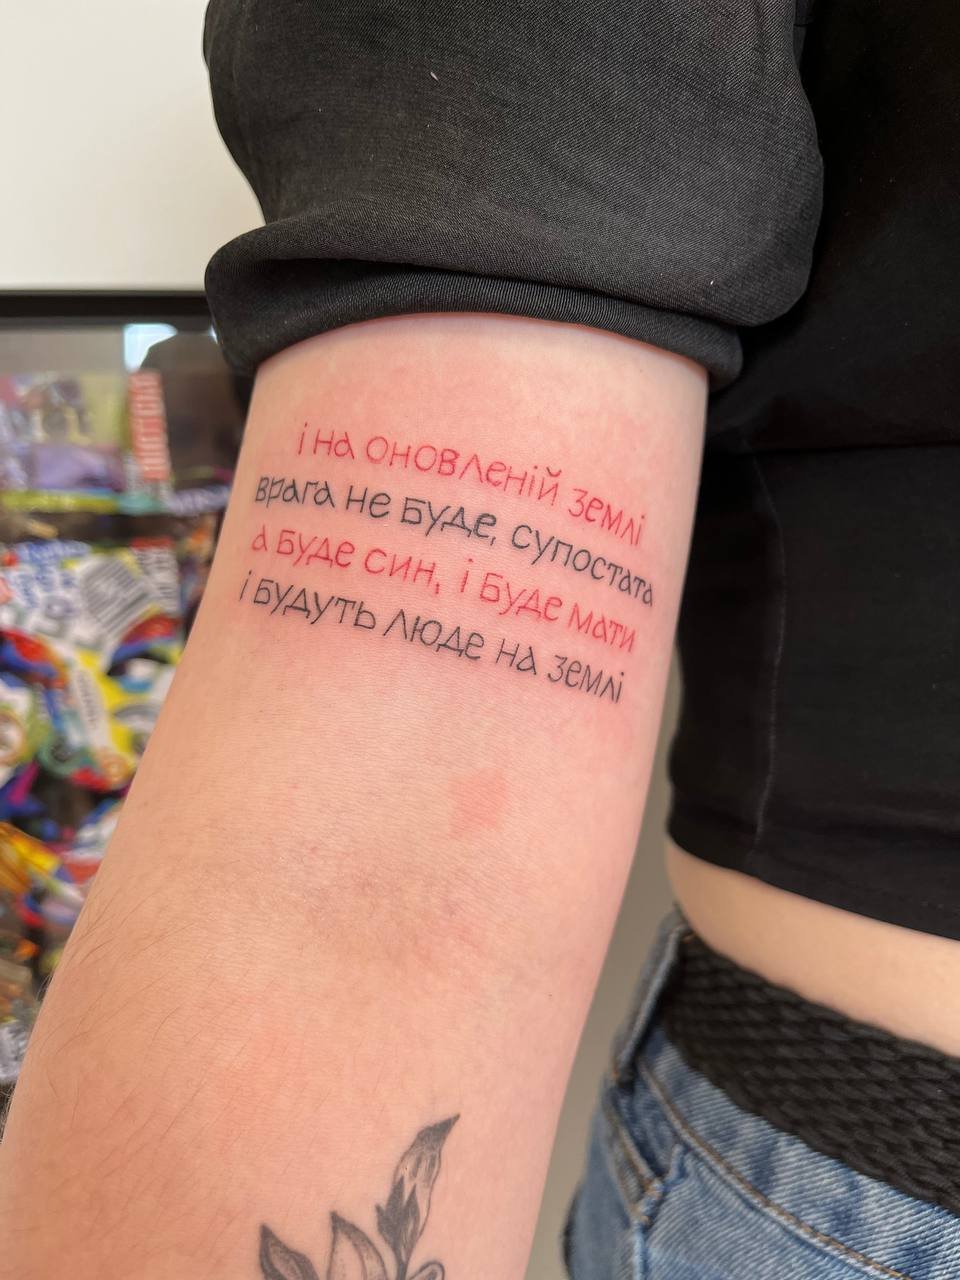 і на оновленій землі
врага не буде, супостата
а буде син, і буде мати
і будуть люде на землі